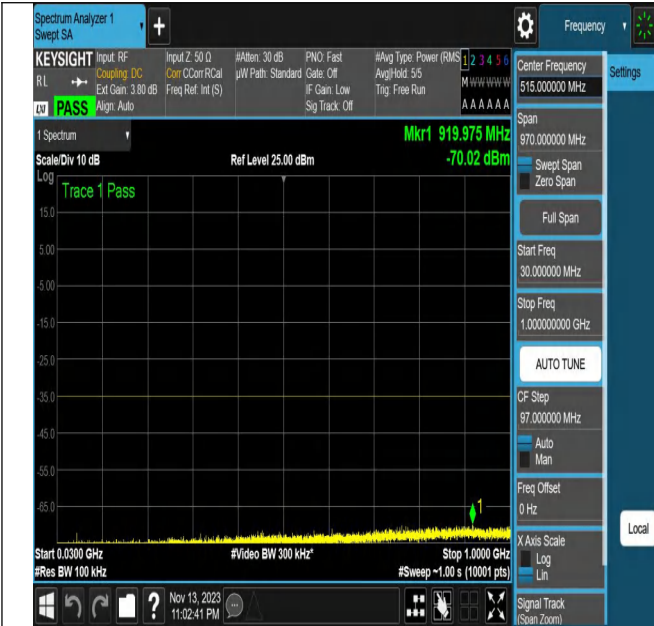 Spectrum Analyzer 1
Swept SA
Frequency
KEYSIGHT
RL
LXI
PASS
Input: RF
Coupling: DC
Ext Gain: 3.80 dB
Align: Auto
Input Z: 50 Ω
Corr CCorr RCal
Freq Ref: Int (S)
#Atten: 30 dB
µW Path: Standard
PNO: Fast
Gate: Off
IF Gain: Low
Sig Track: Off
#Avg Type: Power (RMS
Avg|Hold: 5/5
Trig: Free Run
1 2 3 4 5 6
M W W W W W
A A A A A A
1 Spectrum
Scale/Div 10 dB
Ref Level 25.00 dBm
Mkr1 919.975 MHz
-70.02 dBm
Log
Trace 1 Pass
15.0
5.00
-5.00
-15.0
-25.0
-35.0
-45.0
-55.0
-65.0
1
Start 0.0300 GHz
#Video BW 300 kHz*
Stop 1.0000 GHz
#Res BW 100 kHz
#Sweep ~1.00 s (10001 pts)
Nov 13, 2023
11:02:41 PM
Center Frequency
515.000000 MHz
Settings
Span
970.000000 MHz
Swept Span
Zero Span
Full Span
Start Freq
30.000000 MHz
Stop Freq
1.000000000 GHz
AUTO TUNE
CF Step
97.000000 MHz
Auto
Man
Freq Offset
0 Hz
Local
X Axis Scale
Log
Lin
Signal Track
(Span Zoom)